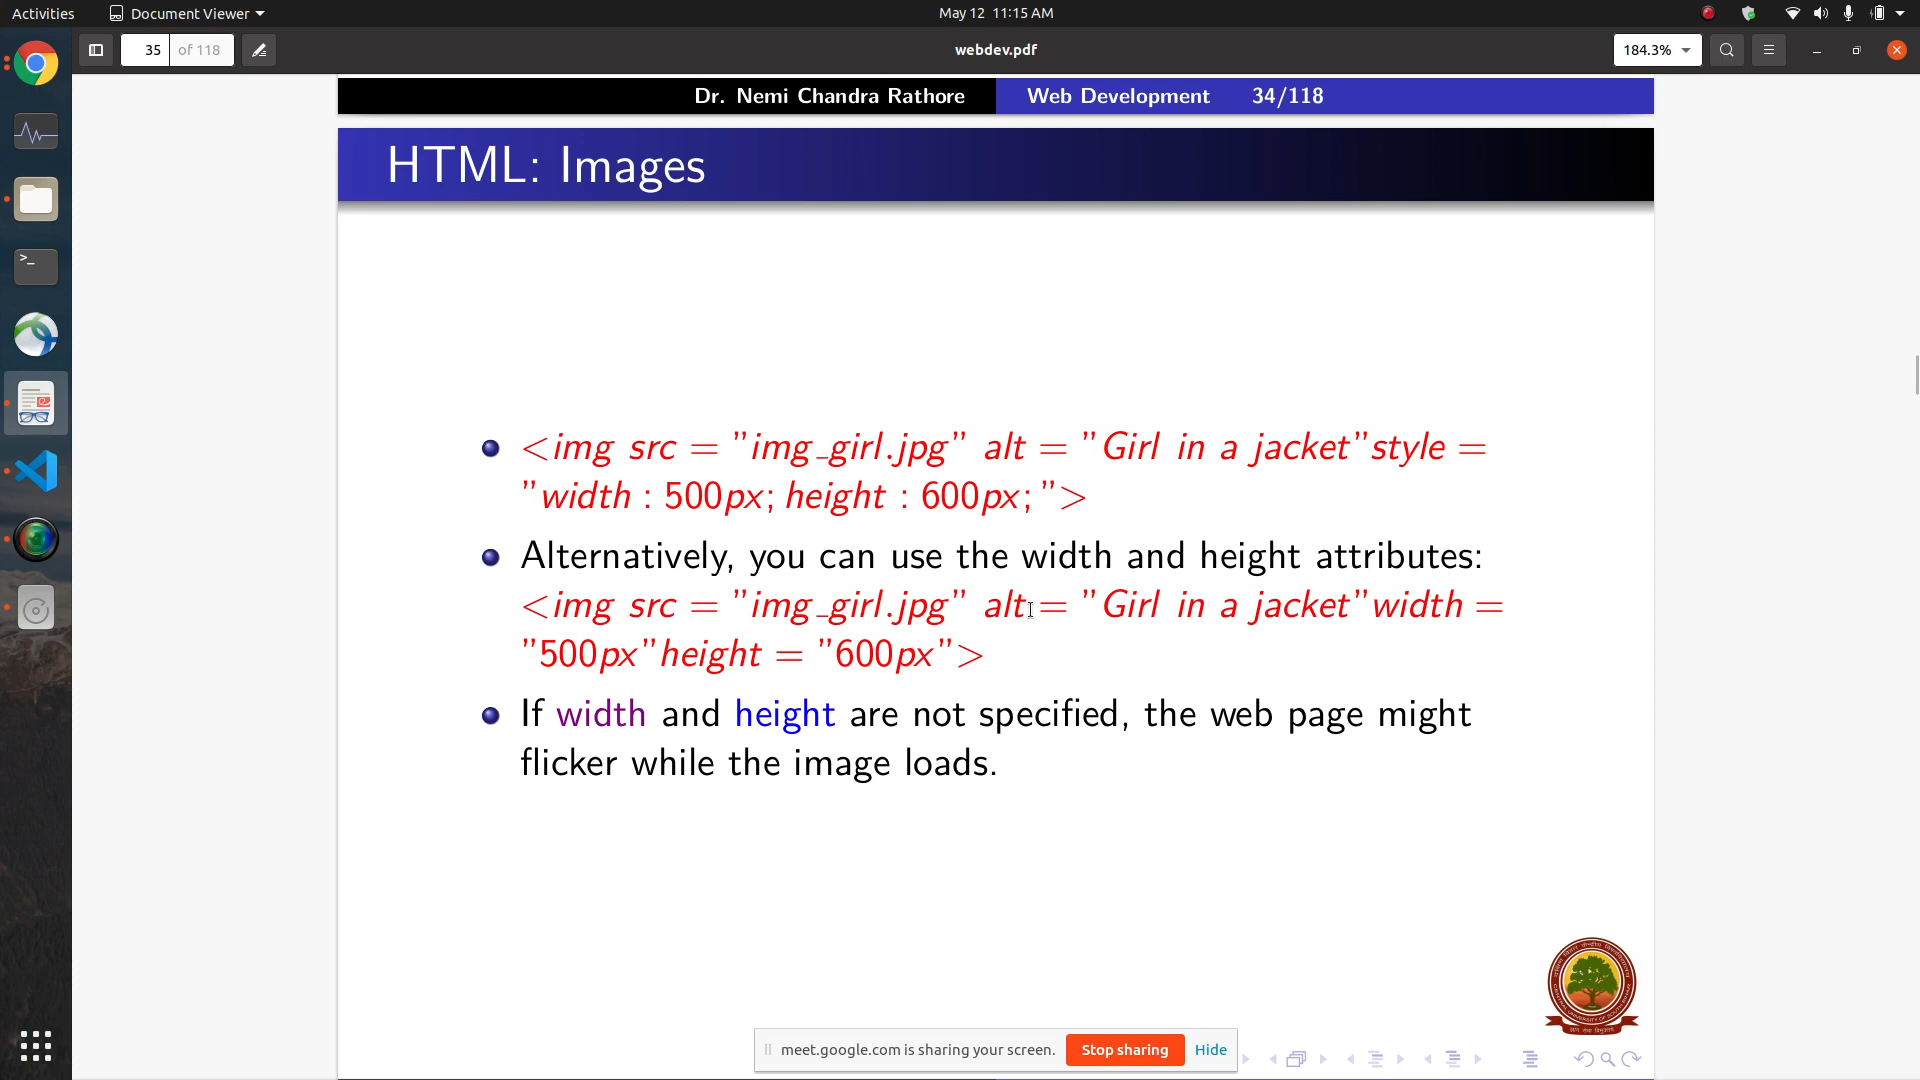 Activities Document Viewer May 12 11:15 AM
35 of 118 webdev.pdf 184.3%
Dr. Nemi Chandra Rathore Web Development 34/118
HTML: Images
<img src = "img_girl.jpg" alt = "Girl in a jacket"style =
"width : 500px; height : 600px; ">
Alternatively, you can use the width and height attributes:
<img src = "img_girl.jpg" alt = "Girl in a jacket"width =
"500px"height = "600px">
If width and height are not specified, the web page might
flicker while the image loads.
meet.google.com is sharing your screen. Stop sharing Hide